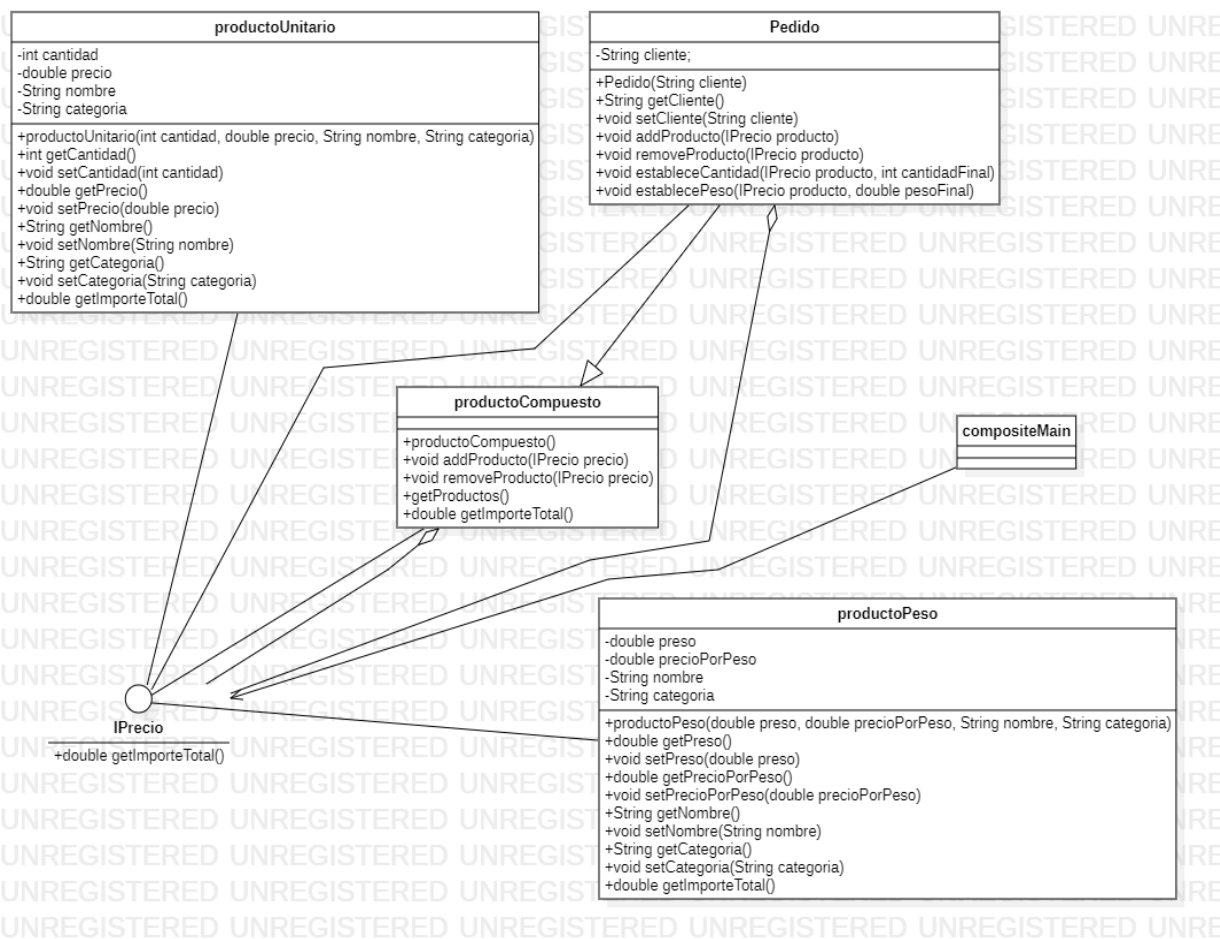 productoUnitario
-int cantidad
-double precio
-String nombre
-String categoria
+productoUnitario(int cantidad, double precio, String nombre, String categoria)
+int getCantidad()
+void setCantidad(int cantidad)
+double getPrecio()
+void setPrecio(double precio)
+String getNombre()
+void setNombre(String nombre)
+String getCategoria()
+void setCategoria(String categoria)
+double getImporteTotal()
Pedido
-String cliente;
+Pedido(String cliente)
+String getCliente()
+void setCliente(String cliente)
+void addProducto(IPrecio producto)
+void removeProducto(IPrecio producto)
+void estableceCantidad(IPrecio producto, int cantidadFinal)
+void establecePeso(IPrecio producto, double pesoFinal)
productoCompuesto
+productoCompuesto()
+void addProducto(IPrecio precio)
+void removeProducto(IPrecio precio)
+getProductos()
+double getImporteTotal()
compositeMain
IPrecio
+double getImporteTotal()
productoPeso
-double preso
-double precioPorPeso
-String nombre
-String categoria
+productoPeso(double preso, double precioPorPeso, String nombre, String categoria)
+double getPreso()
+void setPreso(double preso)
+double getPrecioPorPeso()
+void setPrecioPorPeso(double precioPorPeso)
+String getNombre()
+void setNombre(String nombre)
+String getCategoria()
+void setCategoria(String categoria)
+double getImporteTotal()
UNREGISTERED UNREGISTERED UNREGISTERED UNREGISTERED UNREGISTERED UNRE